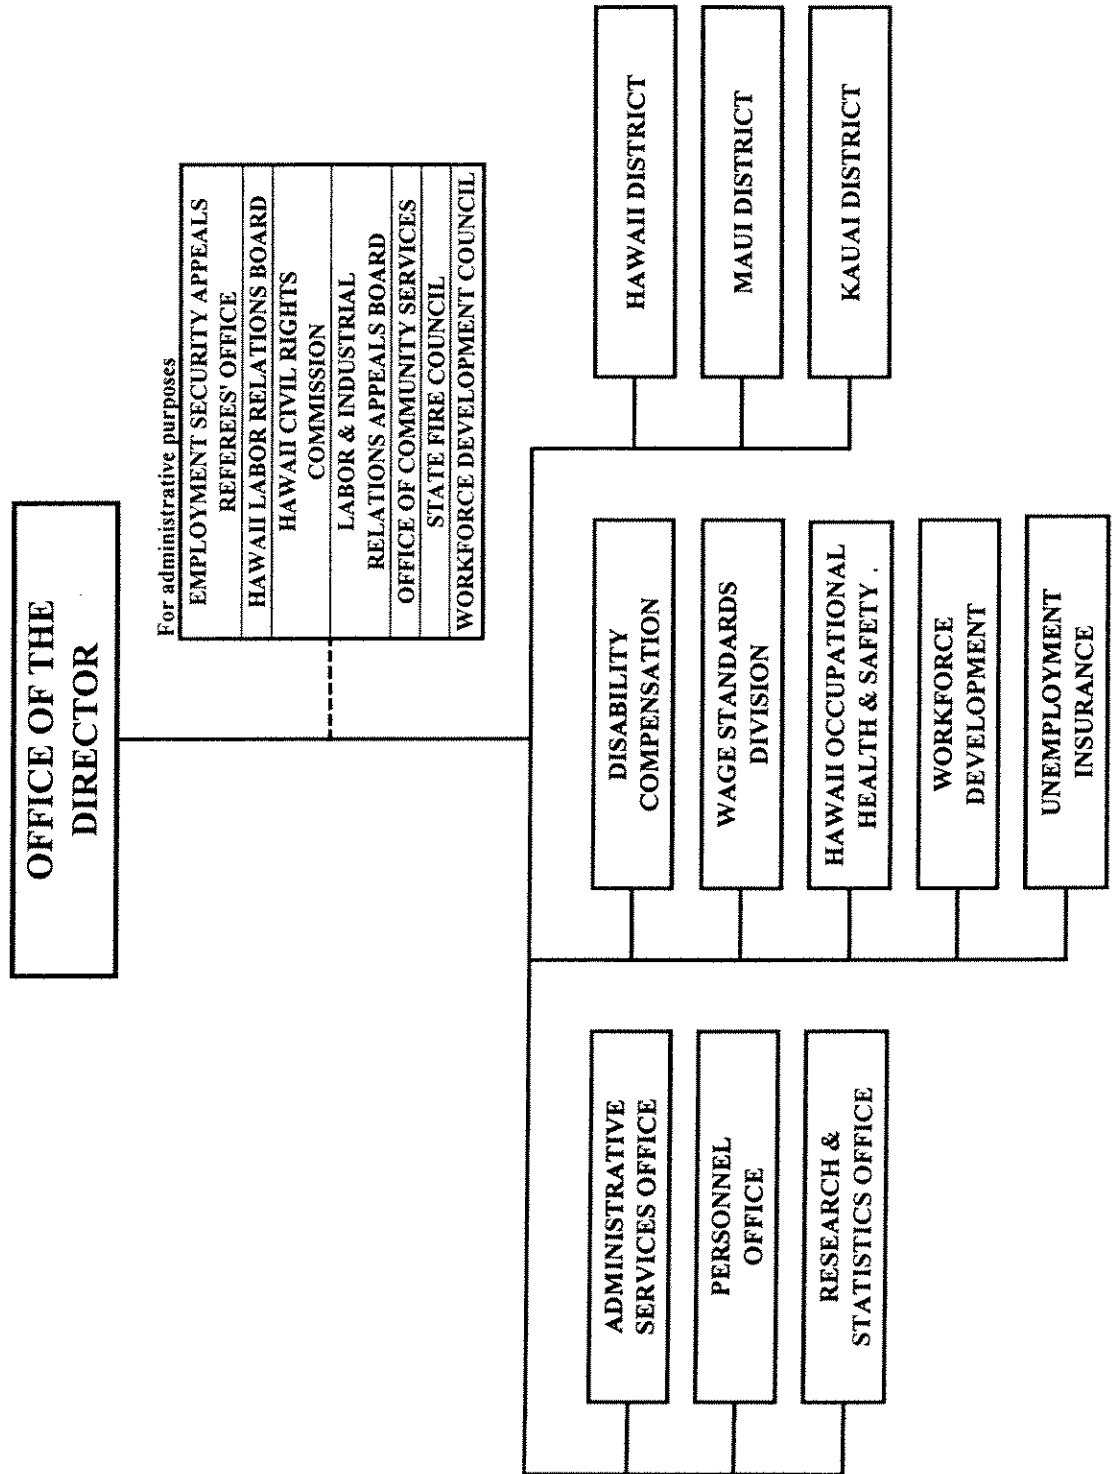 OFFICE OF THE
DIRECTOR
For administrative purposes
EMPLOYMENT SECURITY APPEALS
REFEREES' OFFICE
HAWAII LABOR RELATIONS BOARD
HAWAII CIVIL RIGHTS
COMMISSION
LABOR & INDUSTRIAL
RELATIONS APPEALS BOARD
OFFICE OF COMMUNITY SERVICES
STATE FIRE COUNCIL
WORKFORCE DEVELOPMENT COUNCIL
ADMINISTRATIVE
SERVICES OFFICE
PERSONNEL
OFFICE
RESEARCH &
STATISTICS OFFICE
DISABILITY
COMPENSATION
WAGE STANDARDS
DIVISION
HAWAII OCCUPATIONAL
HEALTH & SAFETY
WORKFORCE
DEVELOPMENT
UNEMPLOYMENT
INSURANCE
HAWAII DISTRICT
MAUI DISTRICT
KAUAI DISTRICT